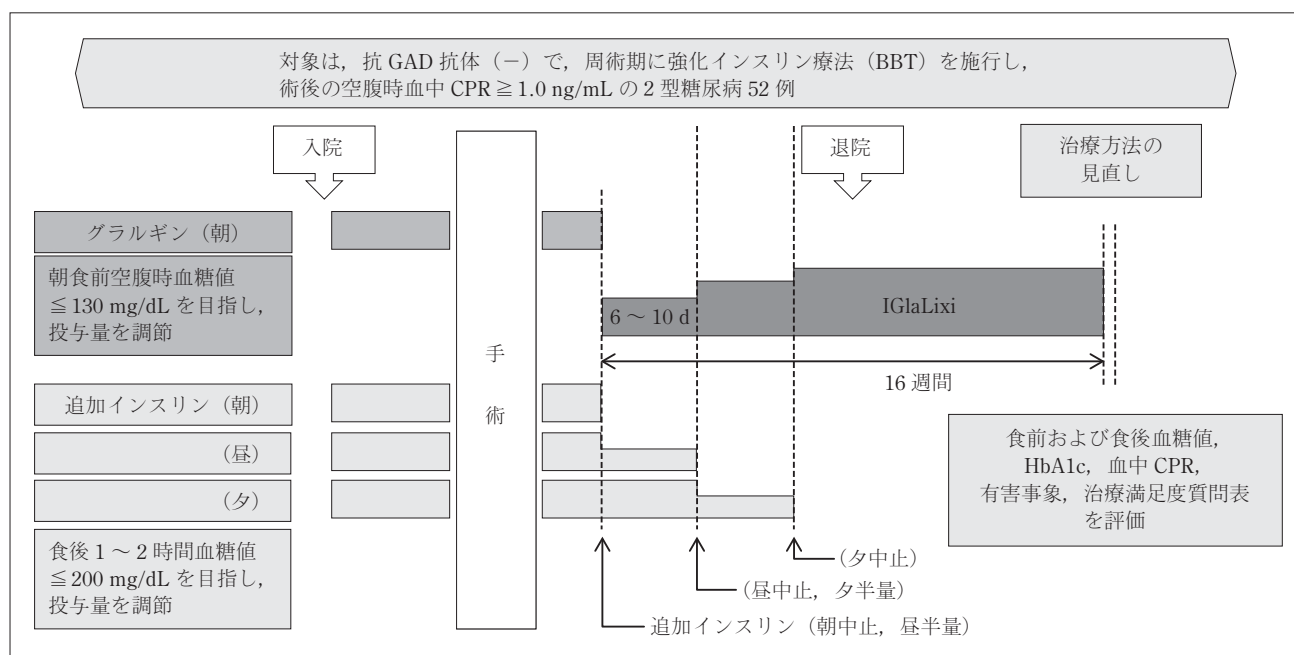 対象は，抗 GAD 抗体（－）で，周術期に強化インスリン療法（BBT）を施行し，
術後の空腹時血中 CPR ≧ 1.0 ng/mL の 2 型糖尿病 52 例
入院
退院
治療方法の
見直し
グラルギン（朝）
朝食前空腹時血糖値
≦ 130 mg/dL を目指し，
投与量を調節
手
術
6 ～ 10 d
IGlaLixi
16 週間
追加インスリン（朝）
（昼）
（夕）
食後 1 ～ 2 時間血糖値
≦ 200 mg/dL を目指し，
投与量を調節
食前および食後血糖値，
HbA1c，血中 CPR，
有害事象，治療満足度質問表
を評価
（夕中止）
（昼中止，夕半量）
追加インスリン（朝中止，昼半量）